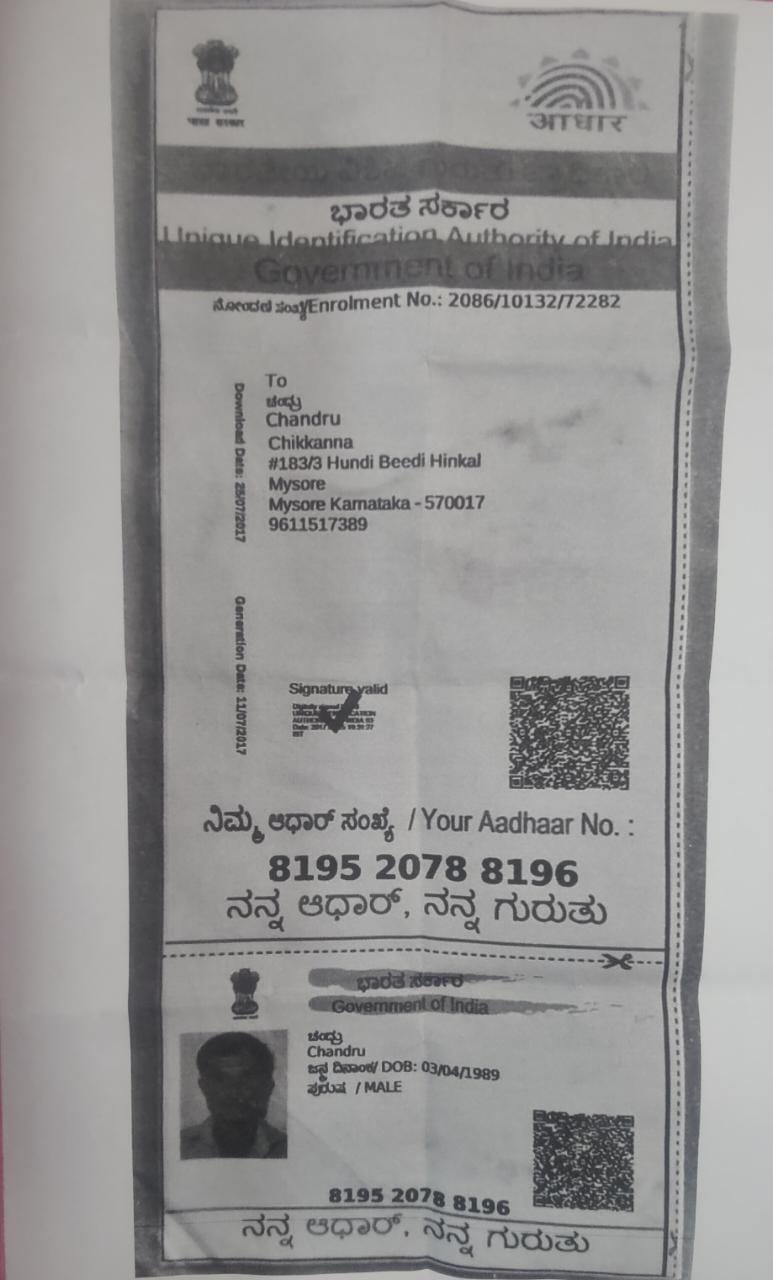 भारत सरकार
आधार
ಭಾರತ ಸರ್ಕಾರ
Unique Identification Authority of India
Government of India
ನೋಂದಣಿ ಸಂಖ್ಯೆ/Enrolment No.: 2086/10132/72282
To
ಚಂದ್ರು
Chandru
Chikkanna
#183/3 Hundi Beedi Hinkal
Mysore
Mysore Karnataka - 570017
9611517389
Download Date: 25/07/2017
Generation Date: 11/07/2017
Signature valid
ನಿಮ್ಮ ಆಧಾರ್ ಸಂಖ್ಯೆ / Your Aadhaar No. :
8195 2078 8196
ನನ್ನ ಆಧಾರ್, ನನ್ನ ಗುರುತು
ಭಾರತ ಸರ್ಕಾರ
Government of India
ಚಂದ್ರು
Chandru
ಜನ್ಮ ದಿನಾಂಕ/ DOB: 03/04/1989
ಪುರುಷ / MALE
8195 2078 8196
ನನ್ನ ಆಧಾರ್, ನನ್ನ ಗುರುತು